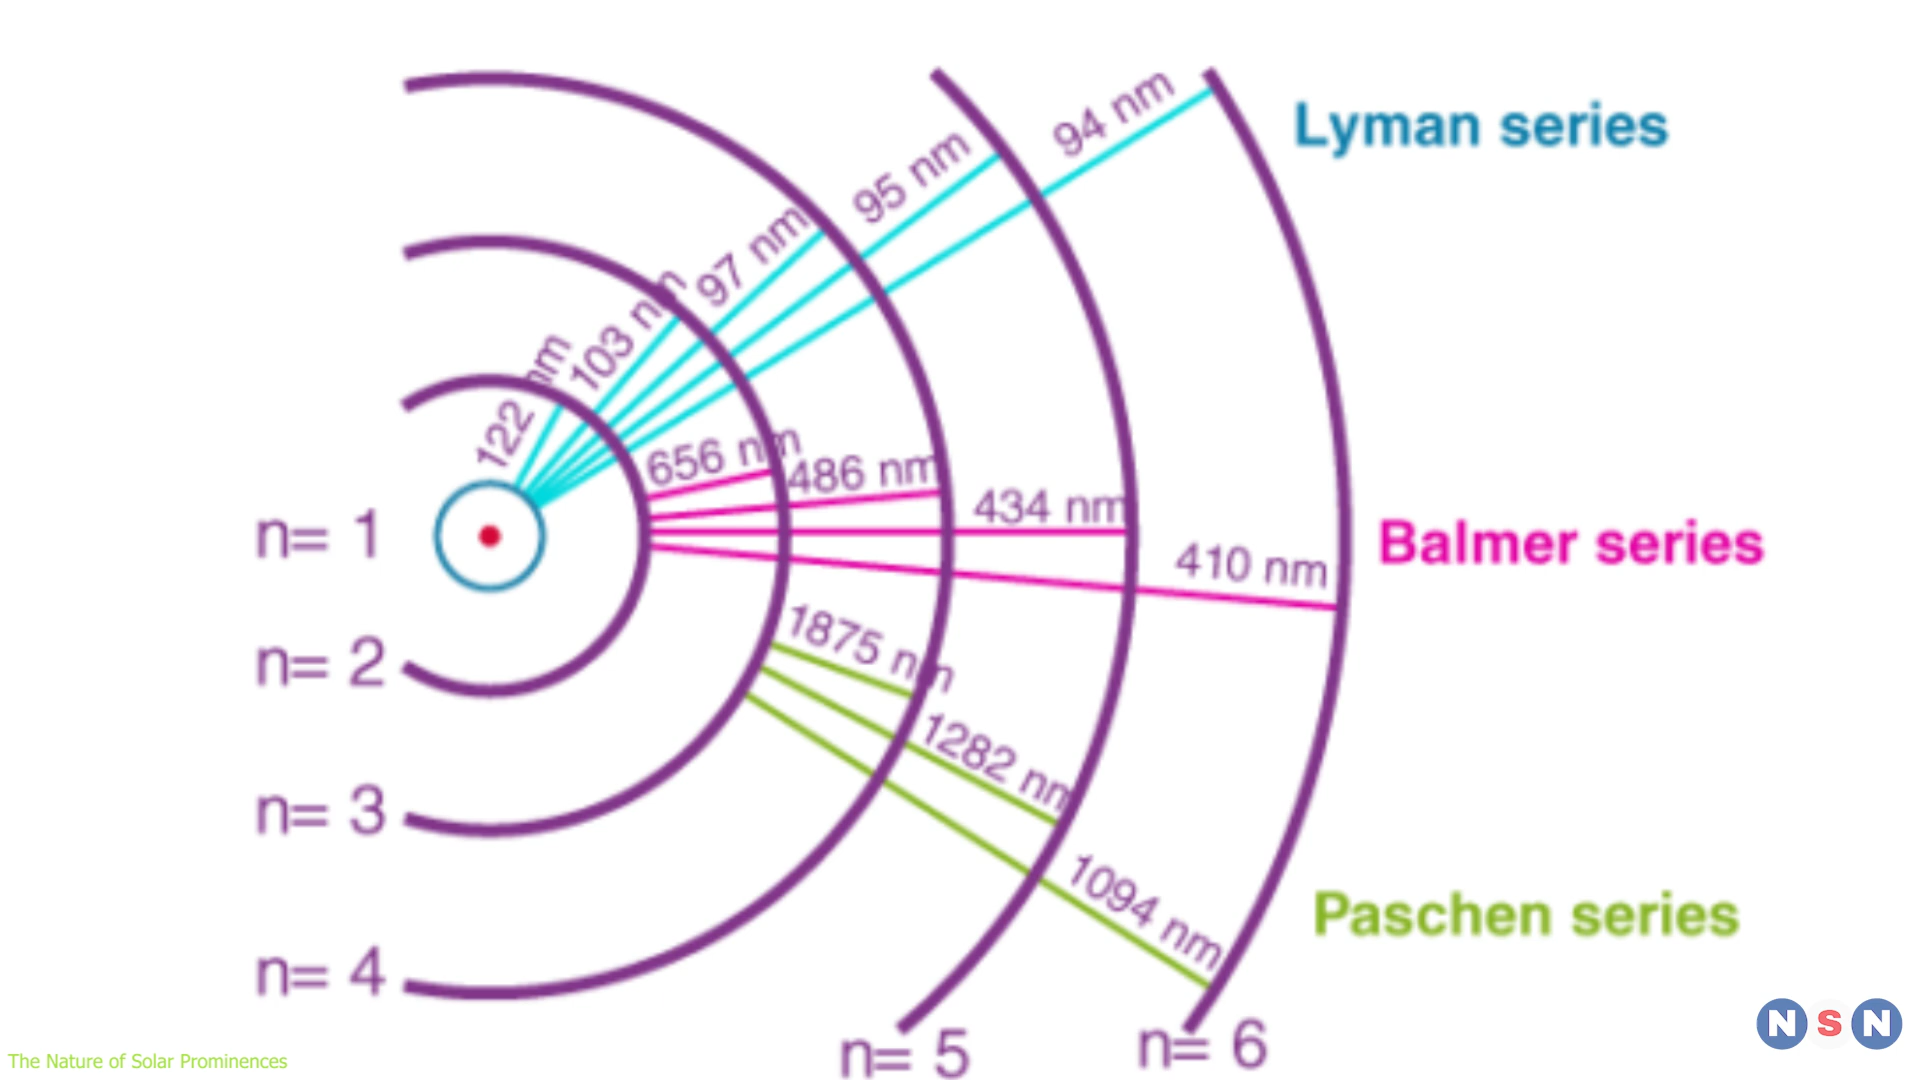 Lyman series
94 nm
95 nm
97 nm
103 nm
122 nm
656 nm
486 nm
434 nm
410 nm
Balmer series
1875 nm
1282 nm
1094 nm
Paschen series
n= 1
n= 2
n= 3
n= 4
n= 5
n= 6
The Nature of Solar Prominences
N S N